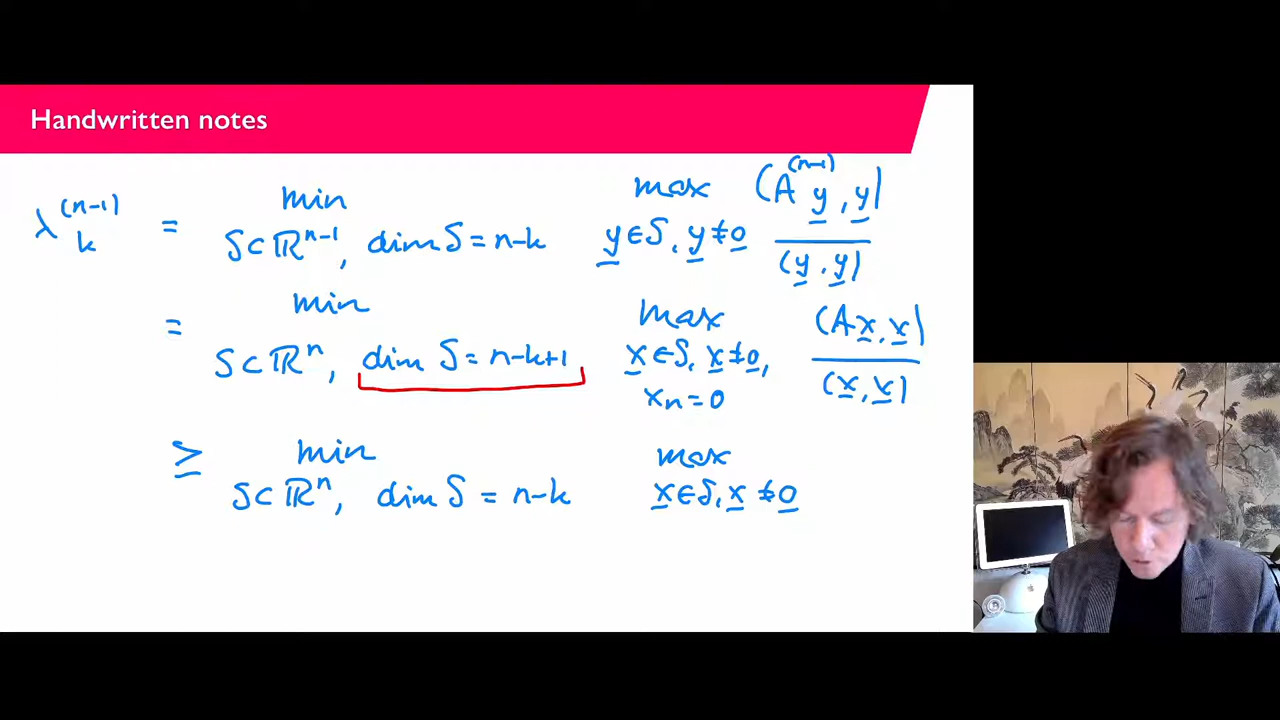 Handwritten notes
λ_k^{(n-1)} = min_{S⊂ℝ^{n-1}, dim S = n-k} max_{y∈S, y≠0} (A^{(n-1)} y, y) / (y, y)
= min_{S⊂ℝ^n, dim S = n-k+1} max_{x∈S, x≠0, x_n=0} (Ax, x) / (x, x)
≥ min_{S⊂ℝ^n, dim S = n-k} max_{x∈S, x≠0}